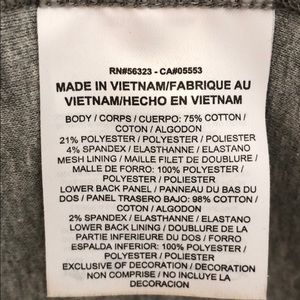 RN#56323 - CA#05553
MADE IN VIETNAM/FABRIQUE AU
VIETNAM/HECHO EN VIETNAM
BODY / CORPS / CUERPO: 75% COTTON /
COTON / ALGODON
21% POLYESTER / POLYESTER / POLIESTER
4% SPANDEX / ELASTHANNE / ELASTANO
MESH LINING / MAILLE FILET DE DOUBLURE /
MALLE DE FORRO: 100% POLYESTER /
POLYESTER / POLIESTER
LOWER BACK PANEL / PANNEAU DU BAS DU
DOS / PANEL TRASERO BAJO: 98% COTTON /
COTON / ALGODON
2% SPANDEX / ELASTHANNE / ELASTANO
LOWER BACK LINING / DOUBLURE DE LA
PARTIE INFERIEURE DU DOS / FORRO
ESPALDA INFERIOR: 100% POLYESTER /
POLYESTER / POLIESTER
EXCLUSIVE OF DECORATION / DECORATION
NON COMPRISE / NO INCLUYE LA
DECORACION